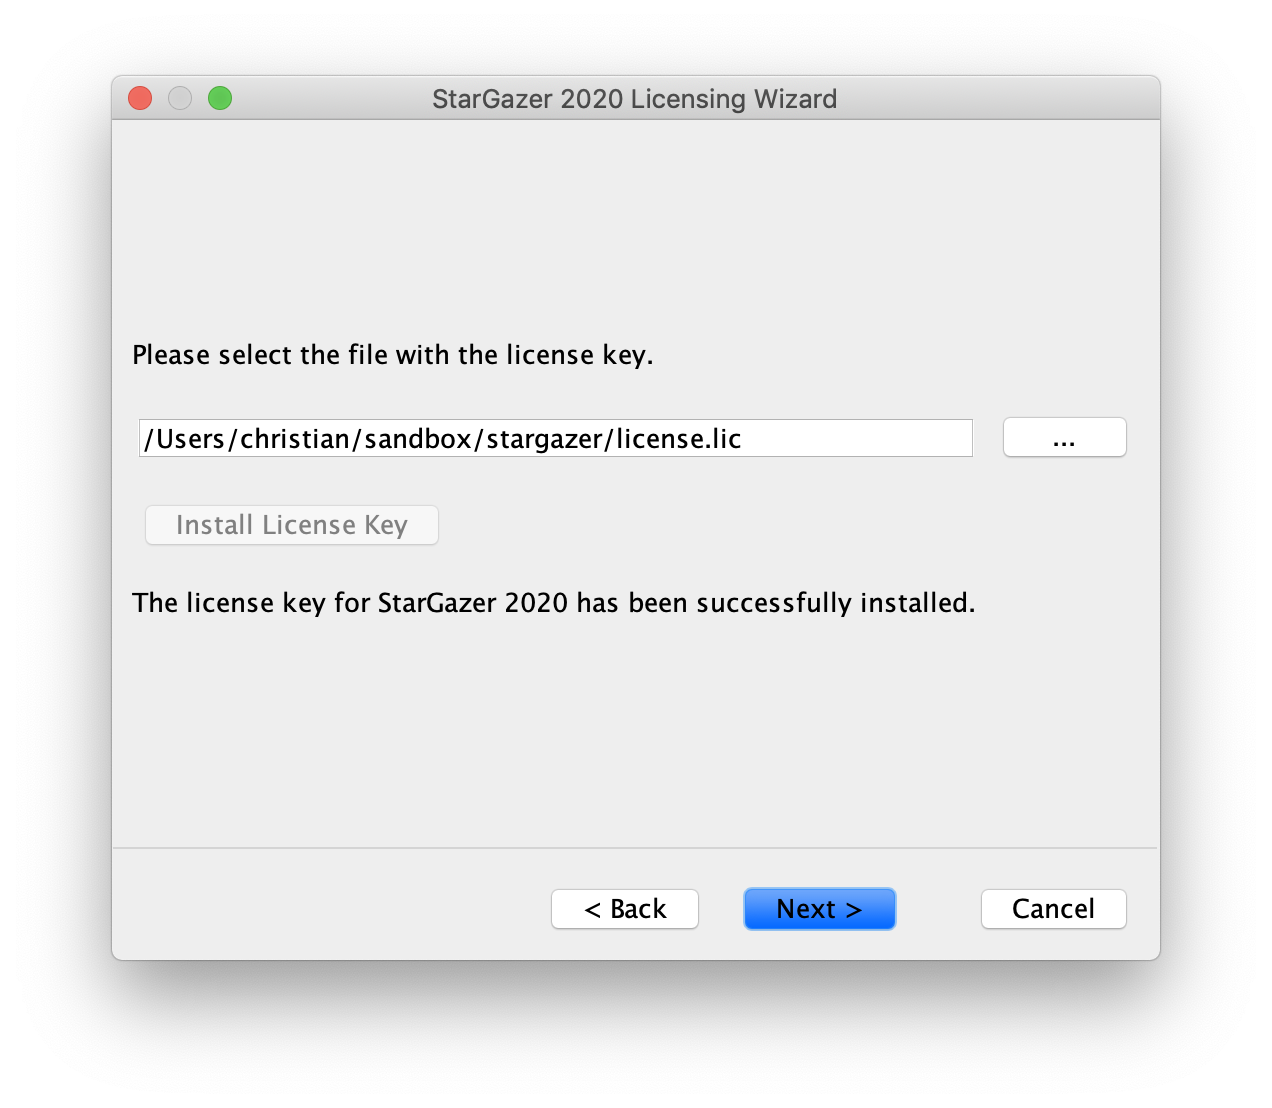 StarGazer 2020 Licensing Wizard
Please select the file with the license key.
/Users/christian/sandbox/stargazer/license.lic
...
Install License Key
The license key for StarGazer 2020 has been successfully installed.
< Back
Next >
Cancel